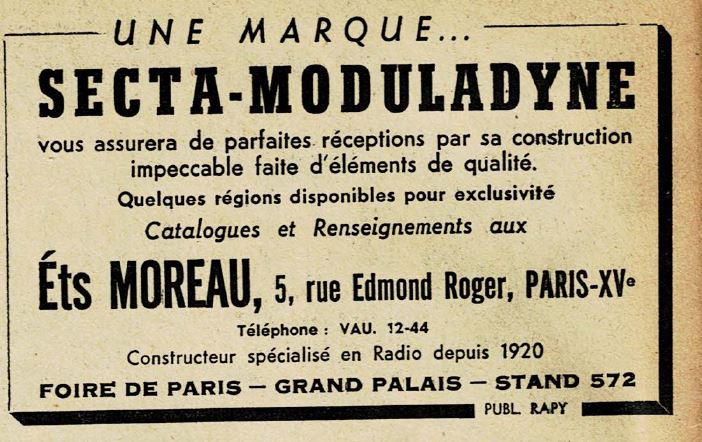 UNE MARQUE...
SECTA-MODULADYNE
vous assurera de parfaites réceptions par sa construction
impeccable faite d'éléments de qualité.
Quelques régions disponibles pour exclusivité
Catalogues et Renseignements aux
Éts MOREAU, 5, rue Edmond Roger, PARIS-XVe
Téléphone : VAU. 12-44
Constructeur spécialisé en Radio depuis 1920
FOIRE DE PARIS — GRAND PALAIS — STAND 572
PUBL. RAPY